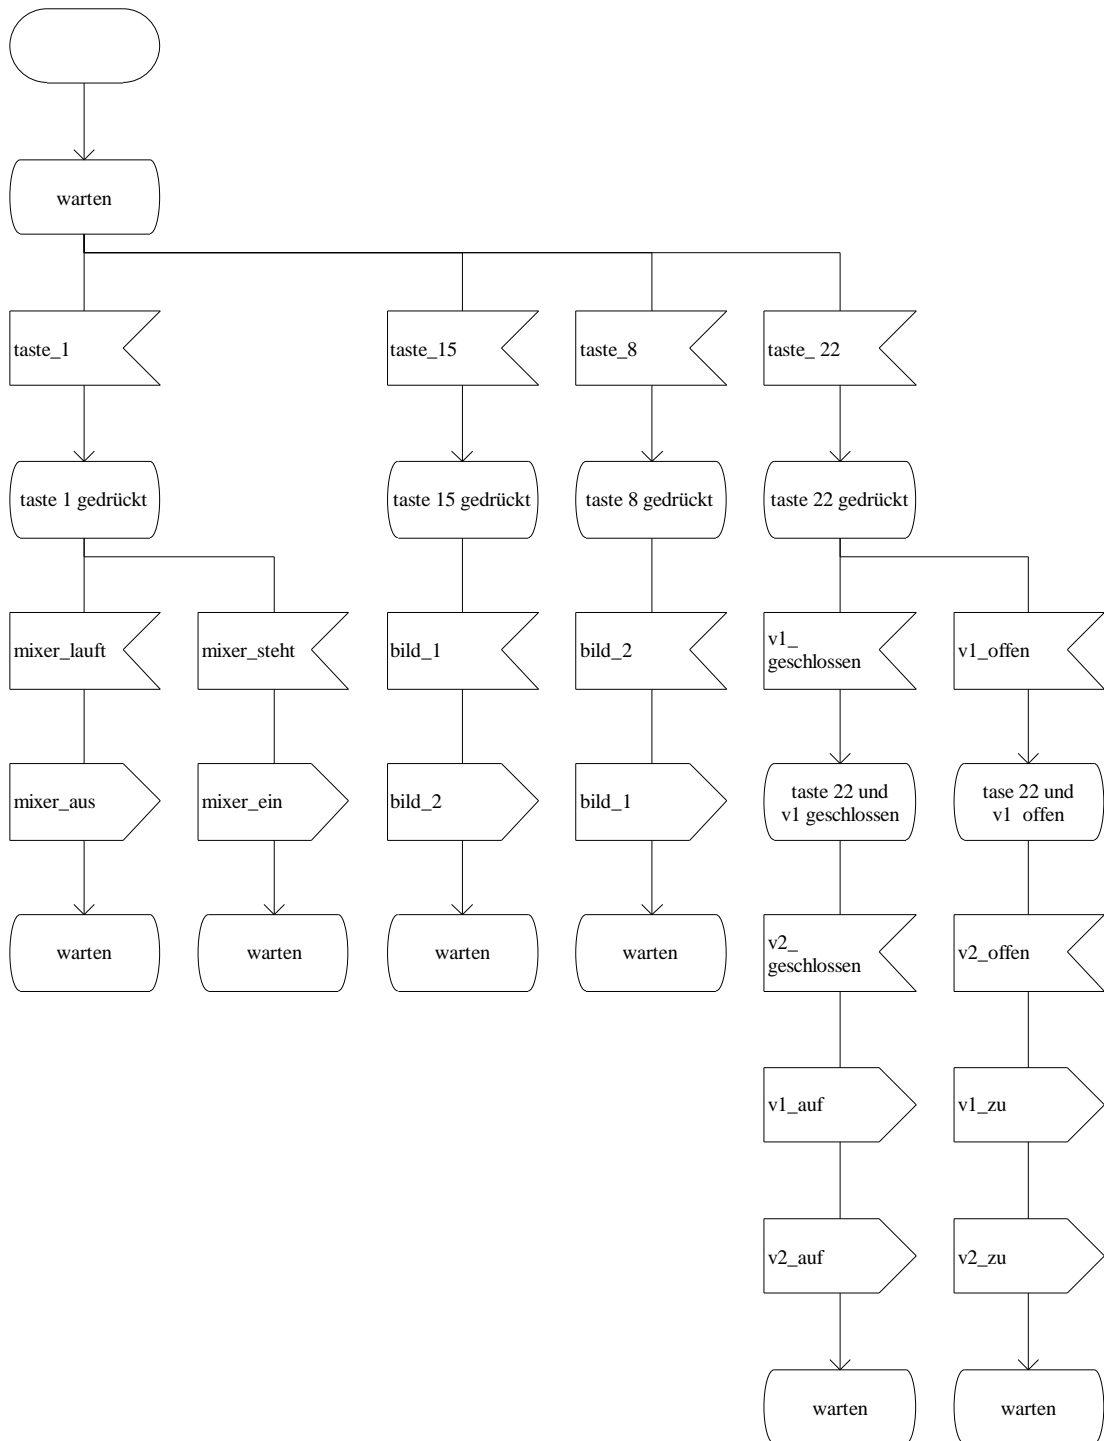 warten
taste_1
taste_15
taste_8
taste_ 22
taste 1 gedrückt
taste 15 gedrückt
taste 8 gedrückt
taste 22 gedrückt
mixer_lauft
mixer_steht
bild_1
bild_2
v1_
geschlossen
v1_offen
mixer_aus
mixer_ein
bild_2
bild_1
taste 22 und
v1 geschlossen
tase 22 und
v1  offen
warten
warten
warten
warten
v2_
geschlossen
v2_offen
v1_auf
v1_zu
v2_auf
v2_zu
warten
warten